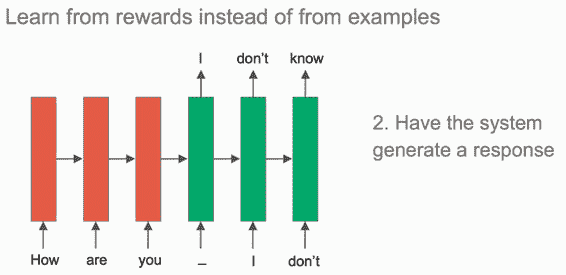 Learn from rewards instead of from examples
I don't know
2. Have the system
generate a response
How are you _ I don't